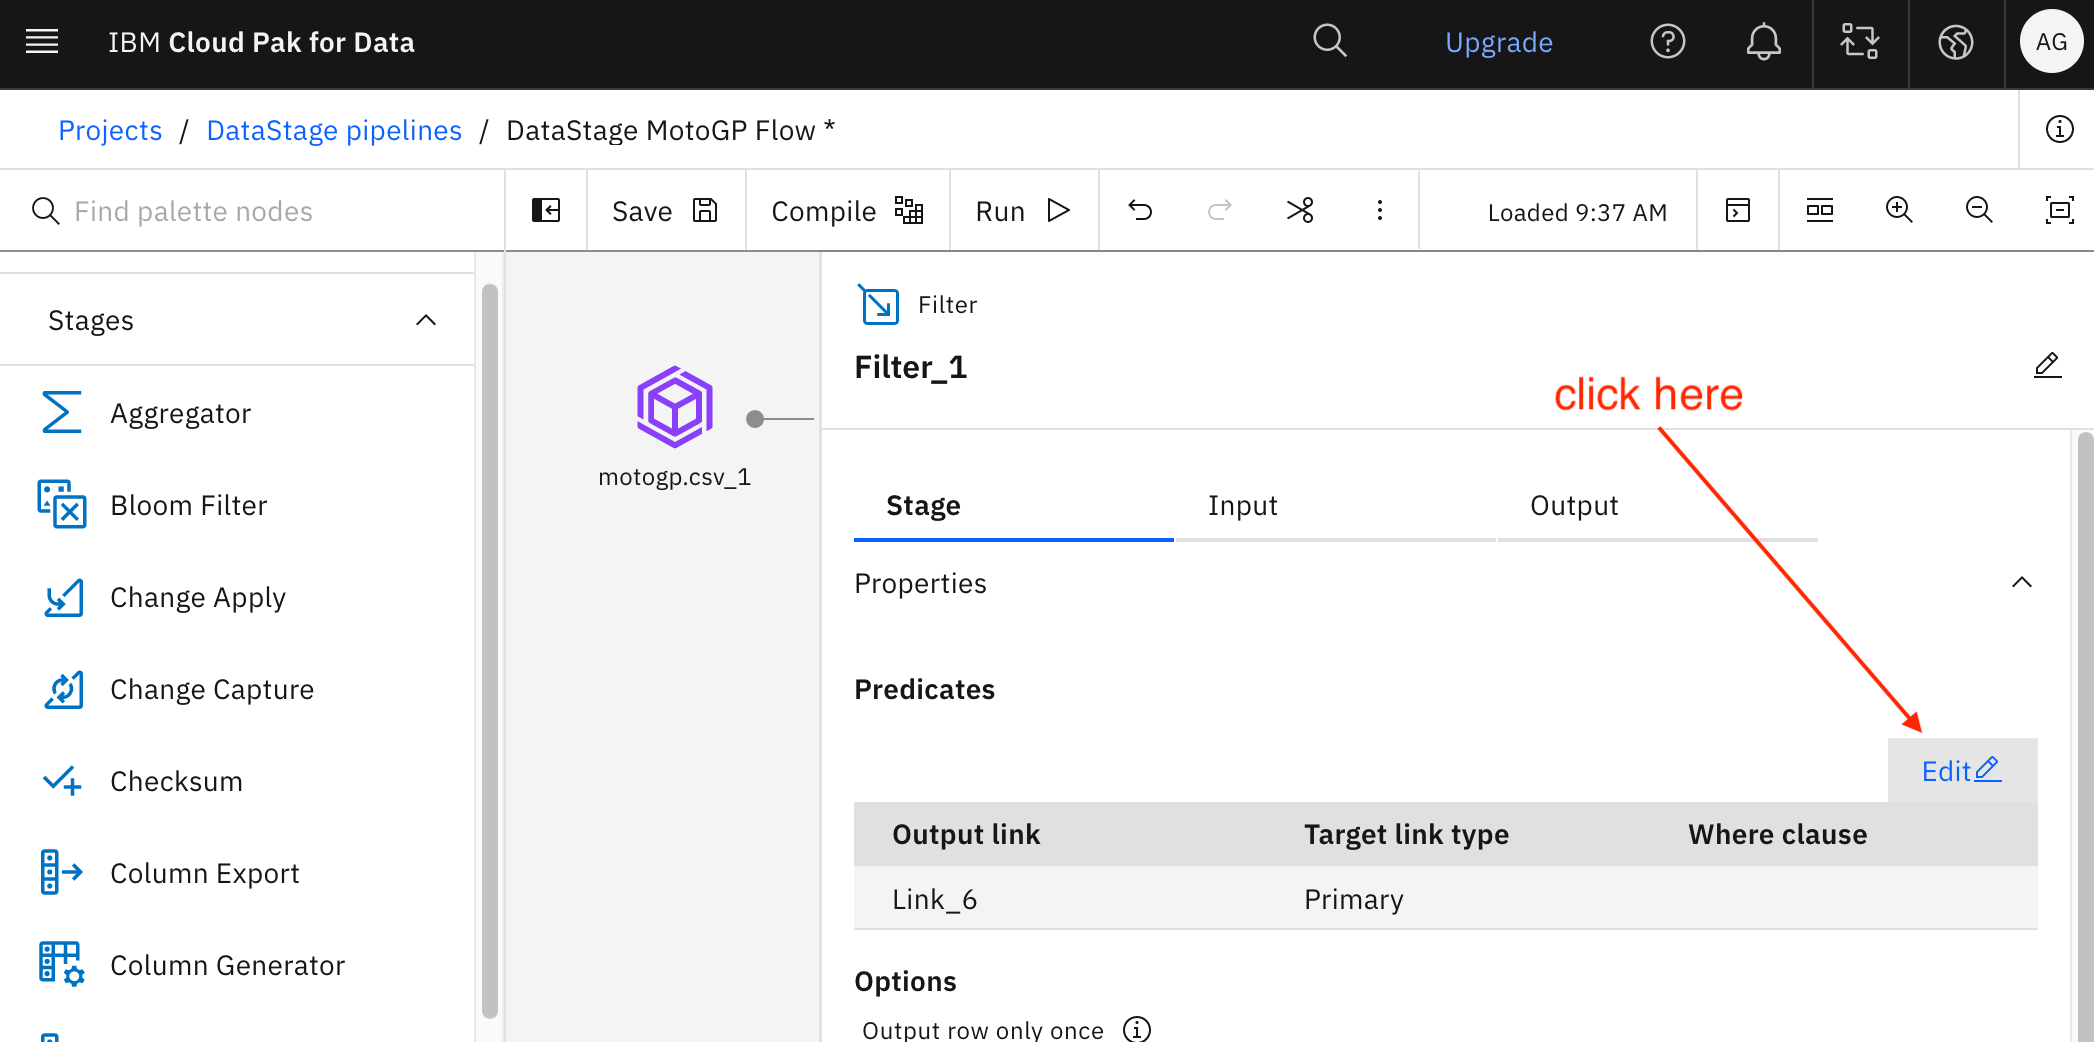 IBM Cloud Pak for Data
Upgrade
AG
Projects / DataStage pipelines / DataStage MotoGP Flow *
Find palette nodes
Save
Compile
Run
Loaded 9:37 AM
Stages
Aggregator
Bloom Filter
Change Apply
Change Capture
Checksum
Column Export
Column Generator
motogp.csv_1
Filter
Filter_1
click here
Stage Input Output
Properties
Predicates
Edit
Output link Target link type Where clause
Link_6 Primary
Options
Output row only once